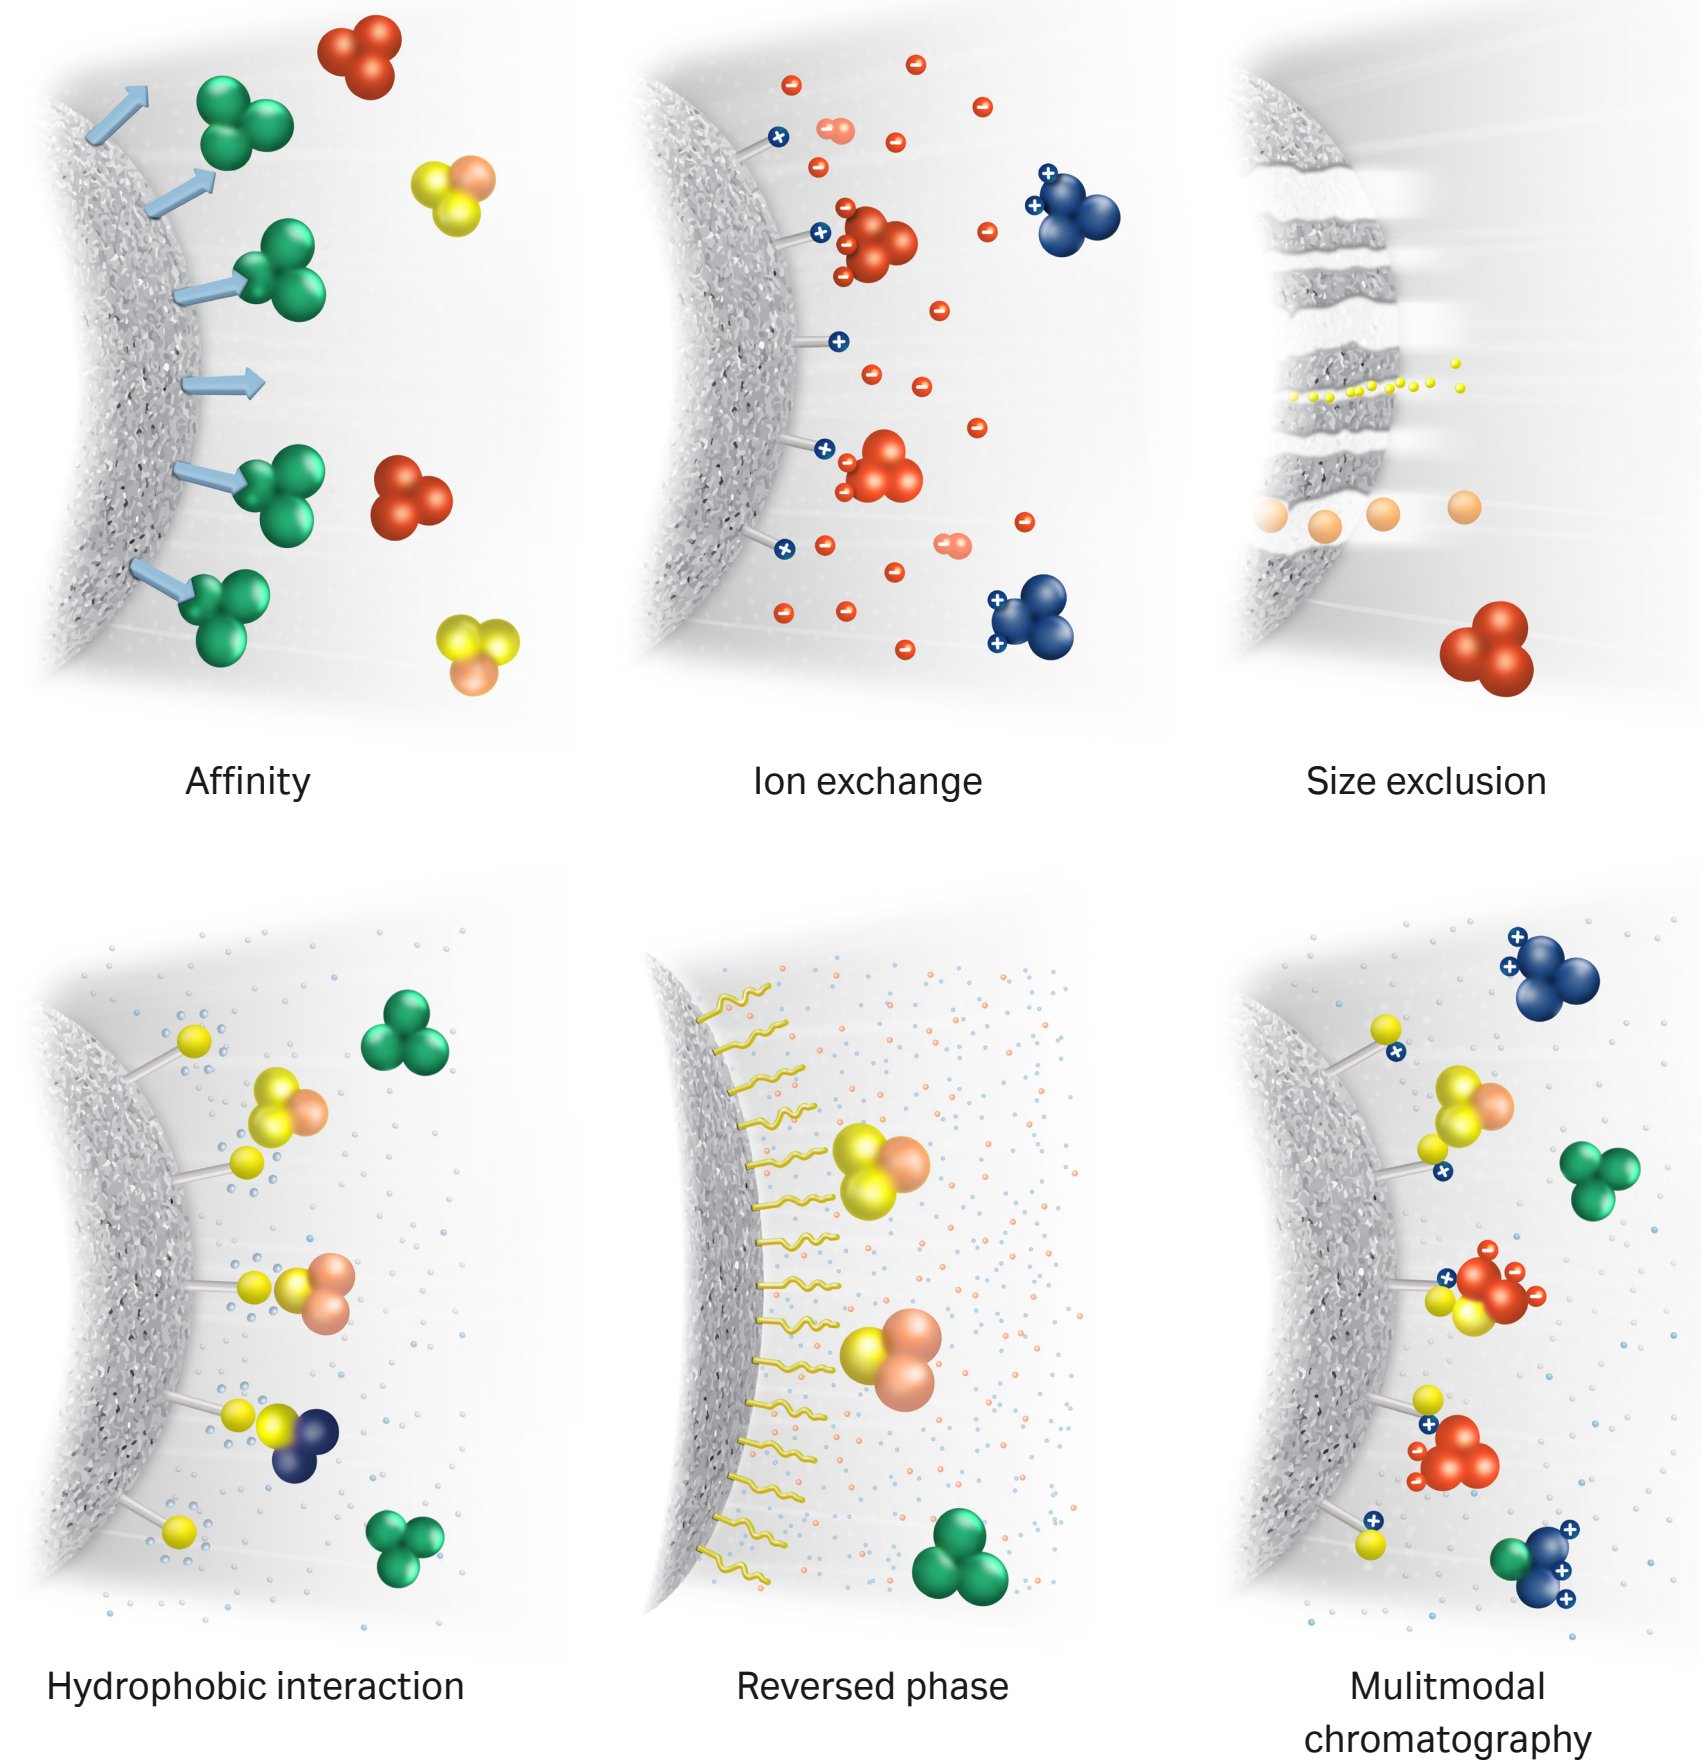 Affinity
Ion exchange
Size exclusion
Hydrophobic interaction
Reversed phase
Mulitmodal
chromatography